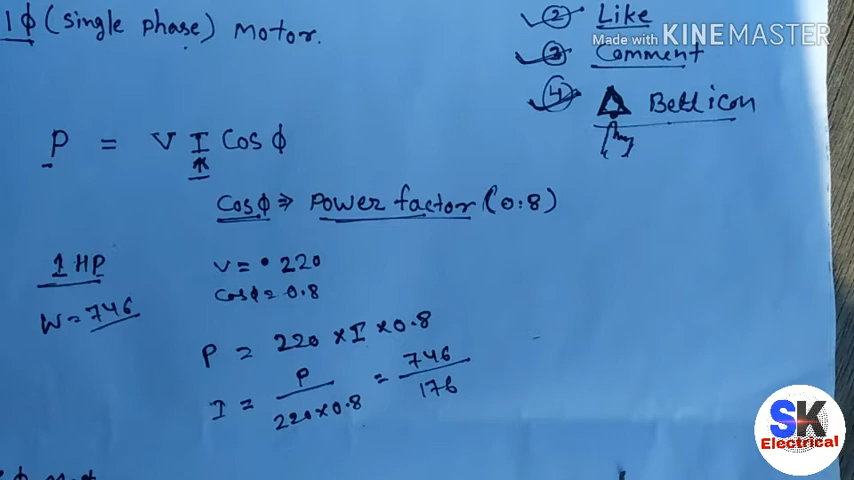 1ϕ (single phase) Motor.
② Like
Made with KINEMASTER
③ Comment
④ Bell icon
P = V I Cosϕ
Cosϕ ⇒ Power factor (0.8)
1 HP
V = 220
Cosϕ = 0.8
W = 746
P = 220 × I × 0.8
I = P / 220 × 0.8 = 746 / 176
SK
Electrical